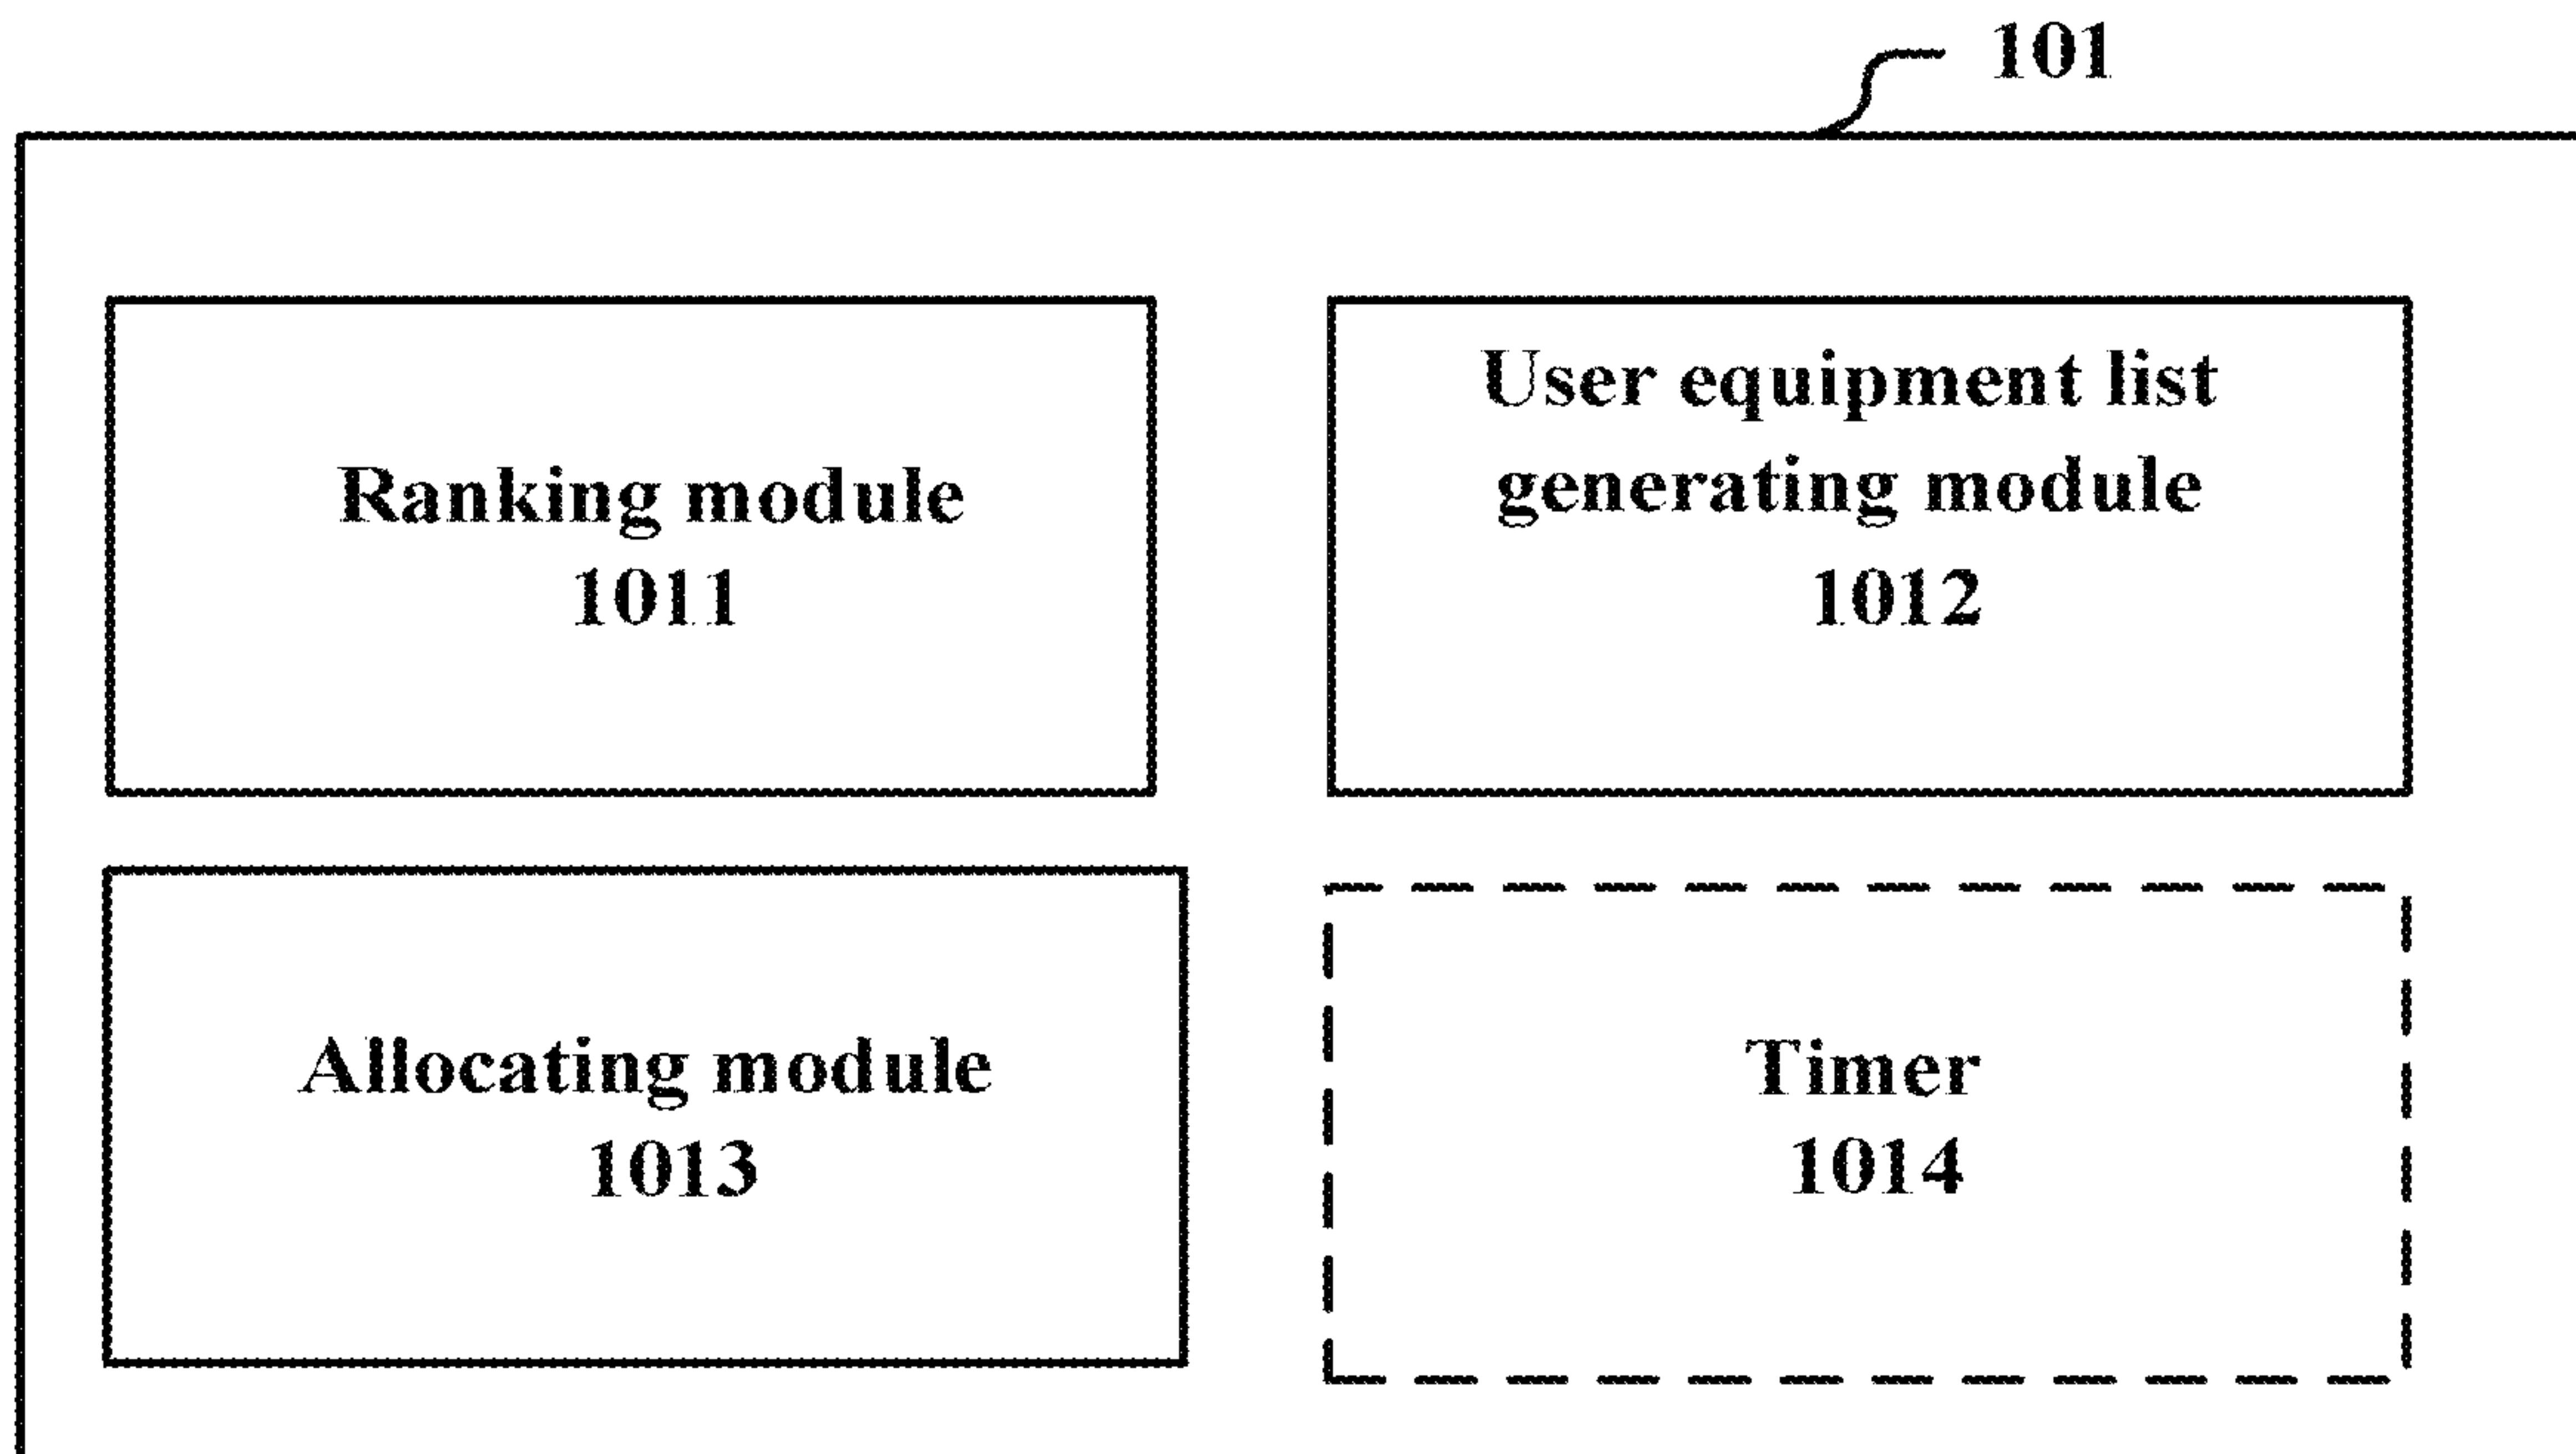 101
Ranking module
1011
User equipment list
generating module
1012
Allocating module
1013
Timer
1014